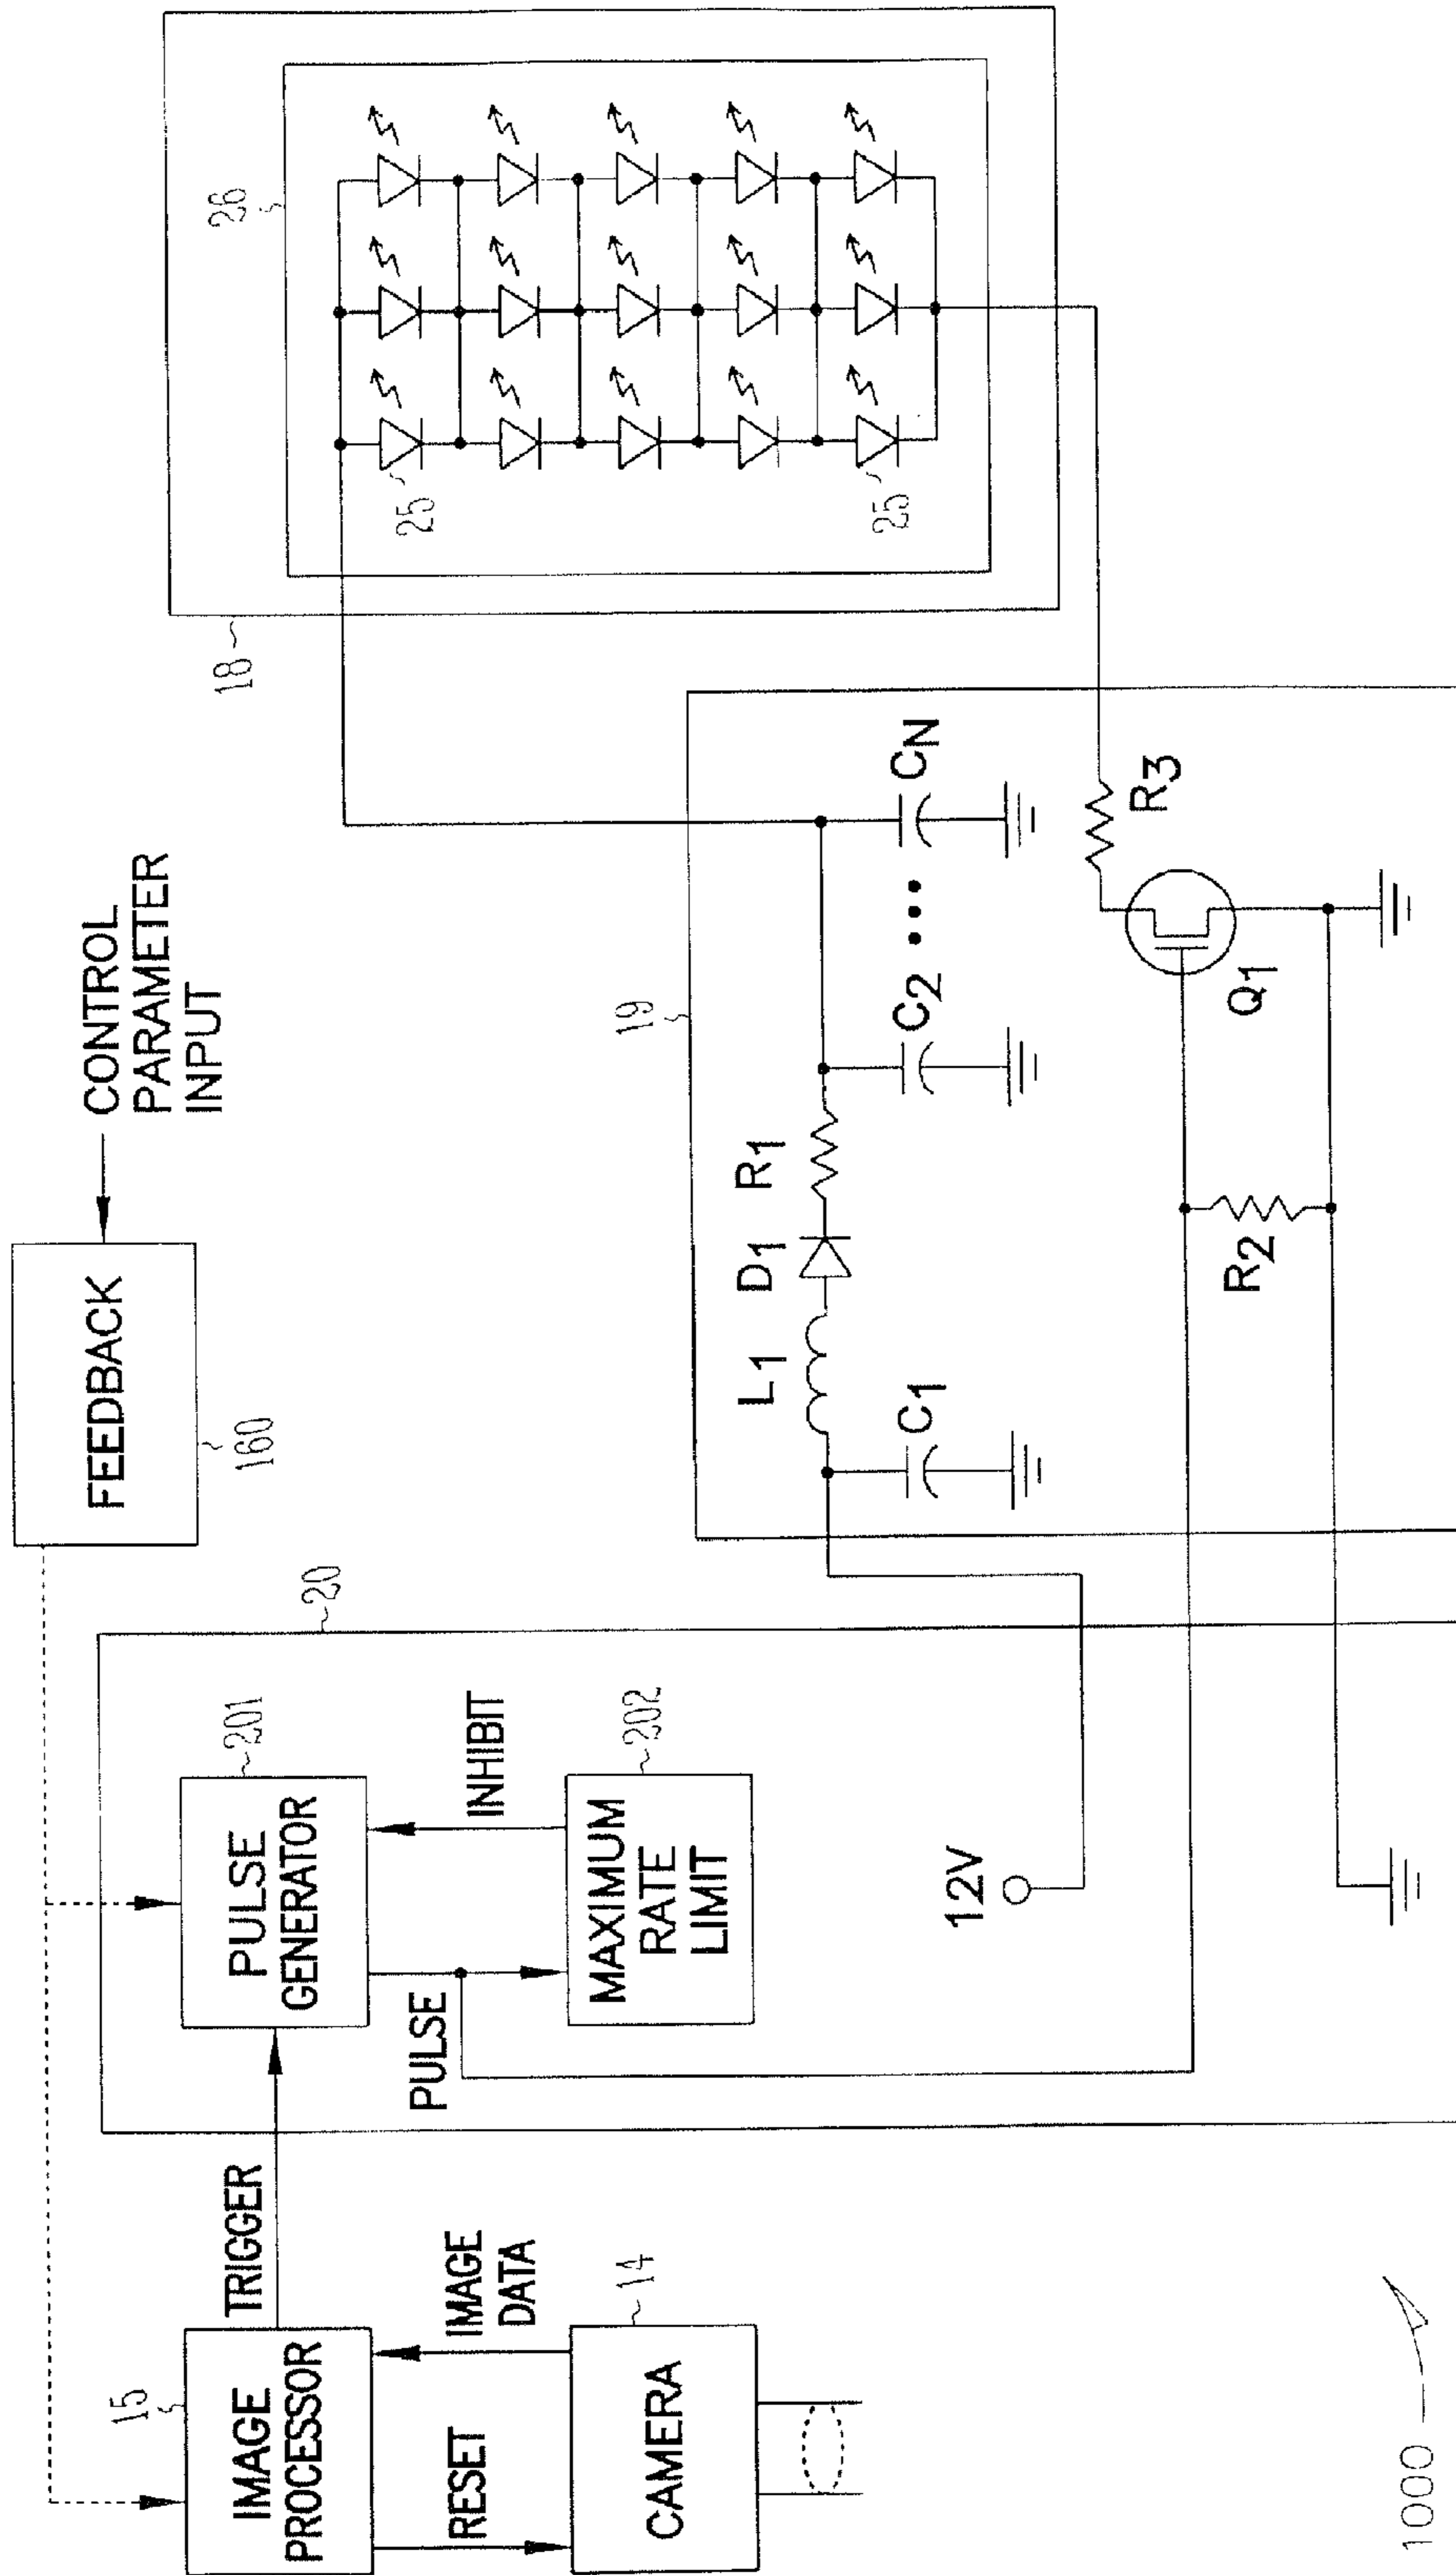 FEEDBACK
160
CONTROL
PARAMETER
INPUT
15
IMAGE
PROCESSOR
TRIGGER
RESET
IMAGE
DATA
CAMERA
14
20
PULSE
GENERATOR
201
PULSE
INHIBIT
MAXIMUM
RATE
LIMIT
202
12V
19
L1
D1
R1
C1
C2
CN
R2
Q1
R3
18
26
25
25
1000